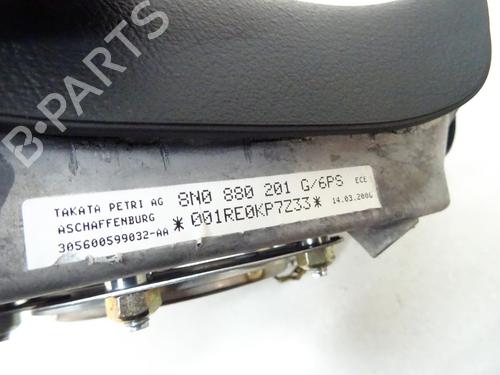 B-PARTS
TAKATA PETRI AG 8N0 880 201 G/6PS ECE
ASCHAFFENBURG *001RE0KP7Z33* 14.03.2006
305600599032-AA